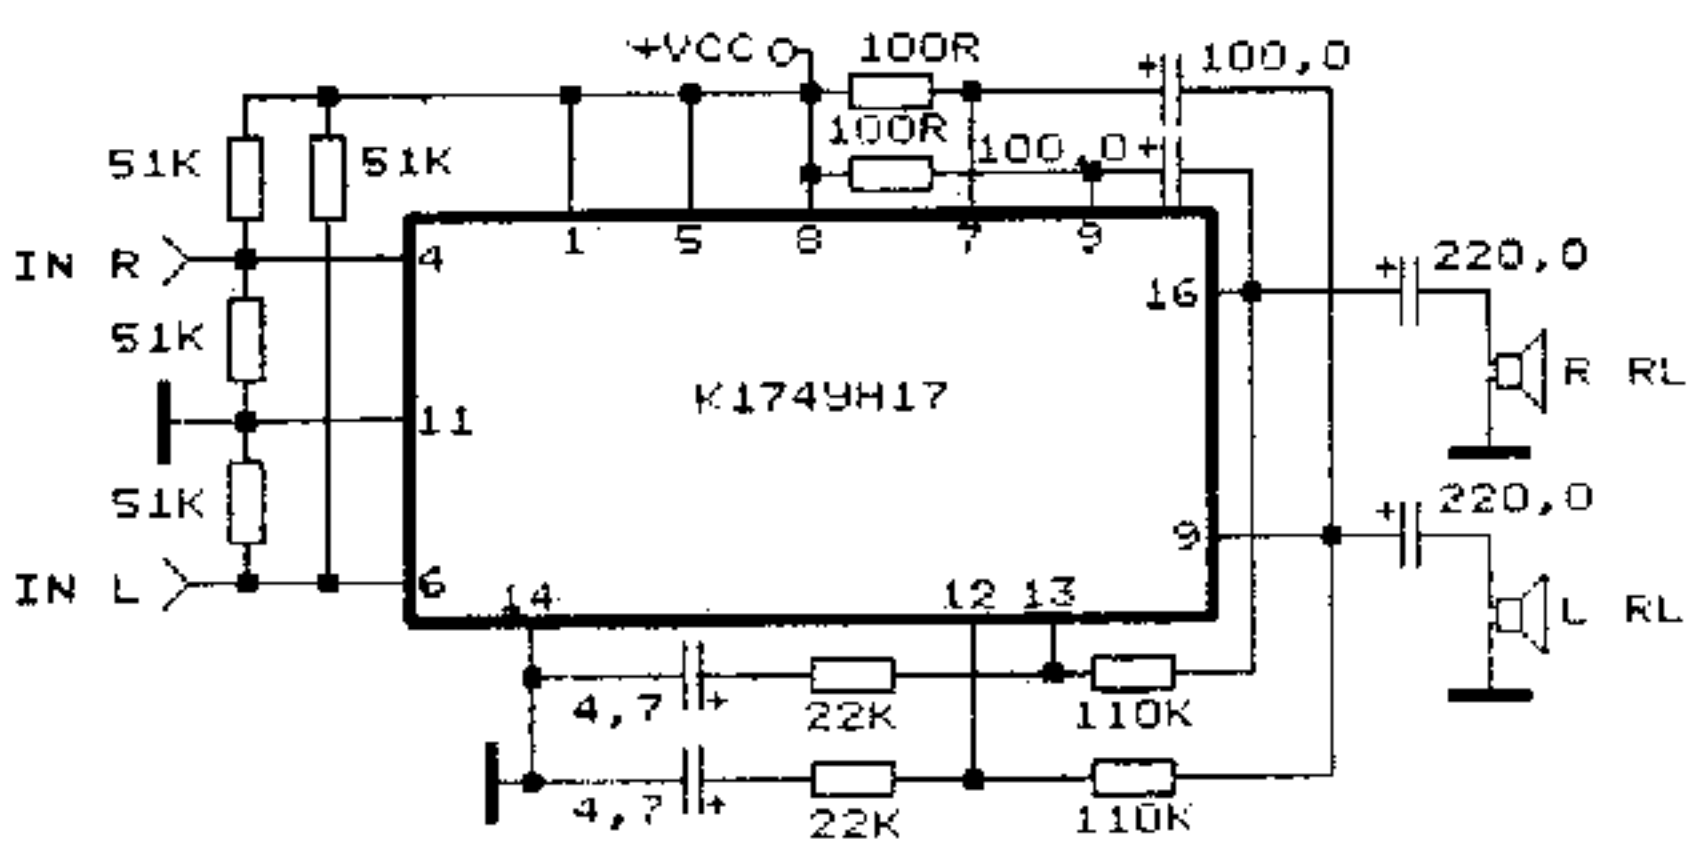 +VCC
100R
100,0
100R
100,0
+
+
51K
51K
1
5
8
7
9
IN R
4
16
+
220,0
51K
K174УН17
R RL
11
51K
9
+
220,0
IN L
6
14
12
13
L RL
4,7
+
22K
110K
4,7
+
22K
110K